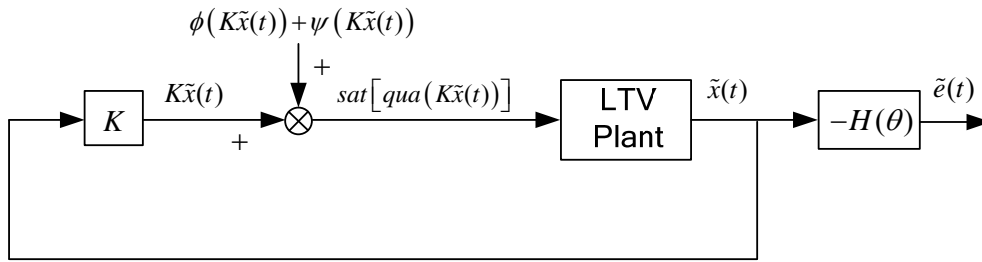 ϕ(Kx̃(t))+ψ(Kx̃(t))
+
Kx̃(t)
sat[qua(Kx̃(t))]
LTV
Plant
x̃(t)
ẽ(t)
K
−H(θ)
+